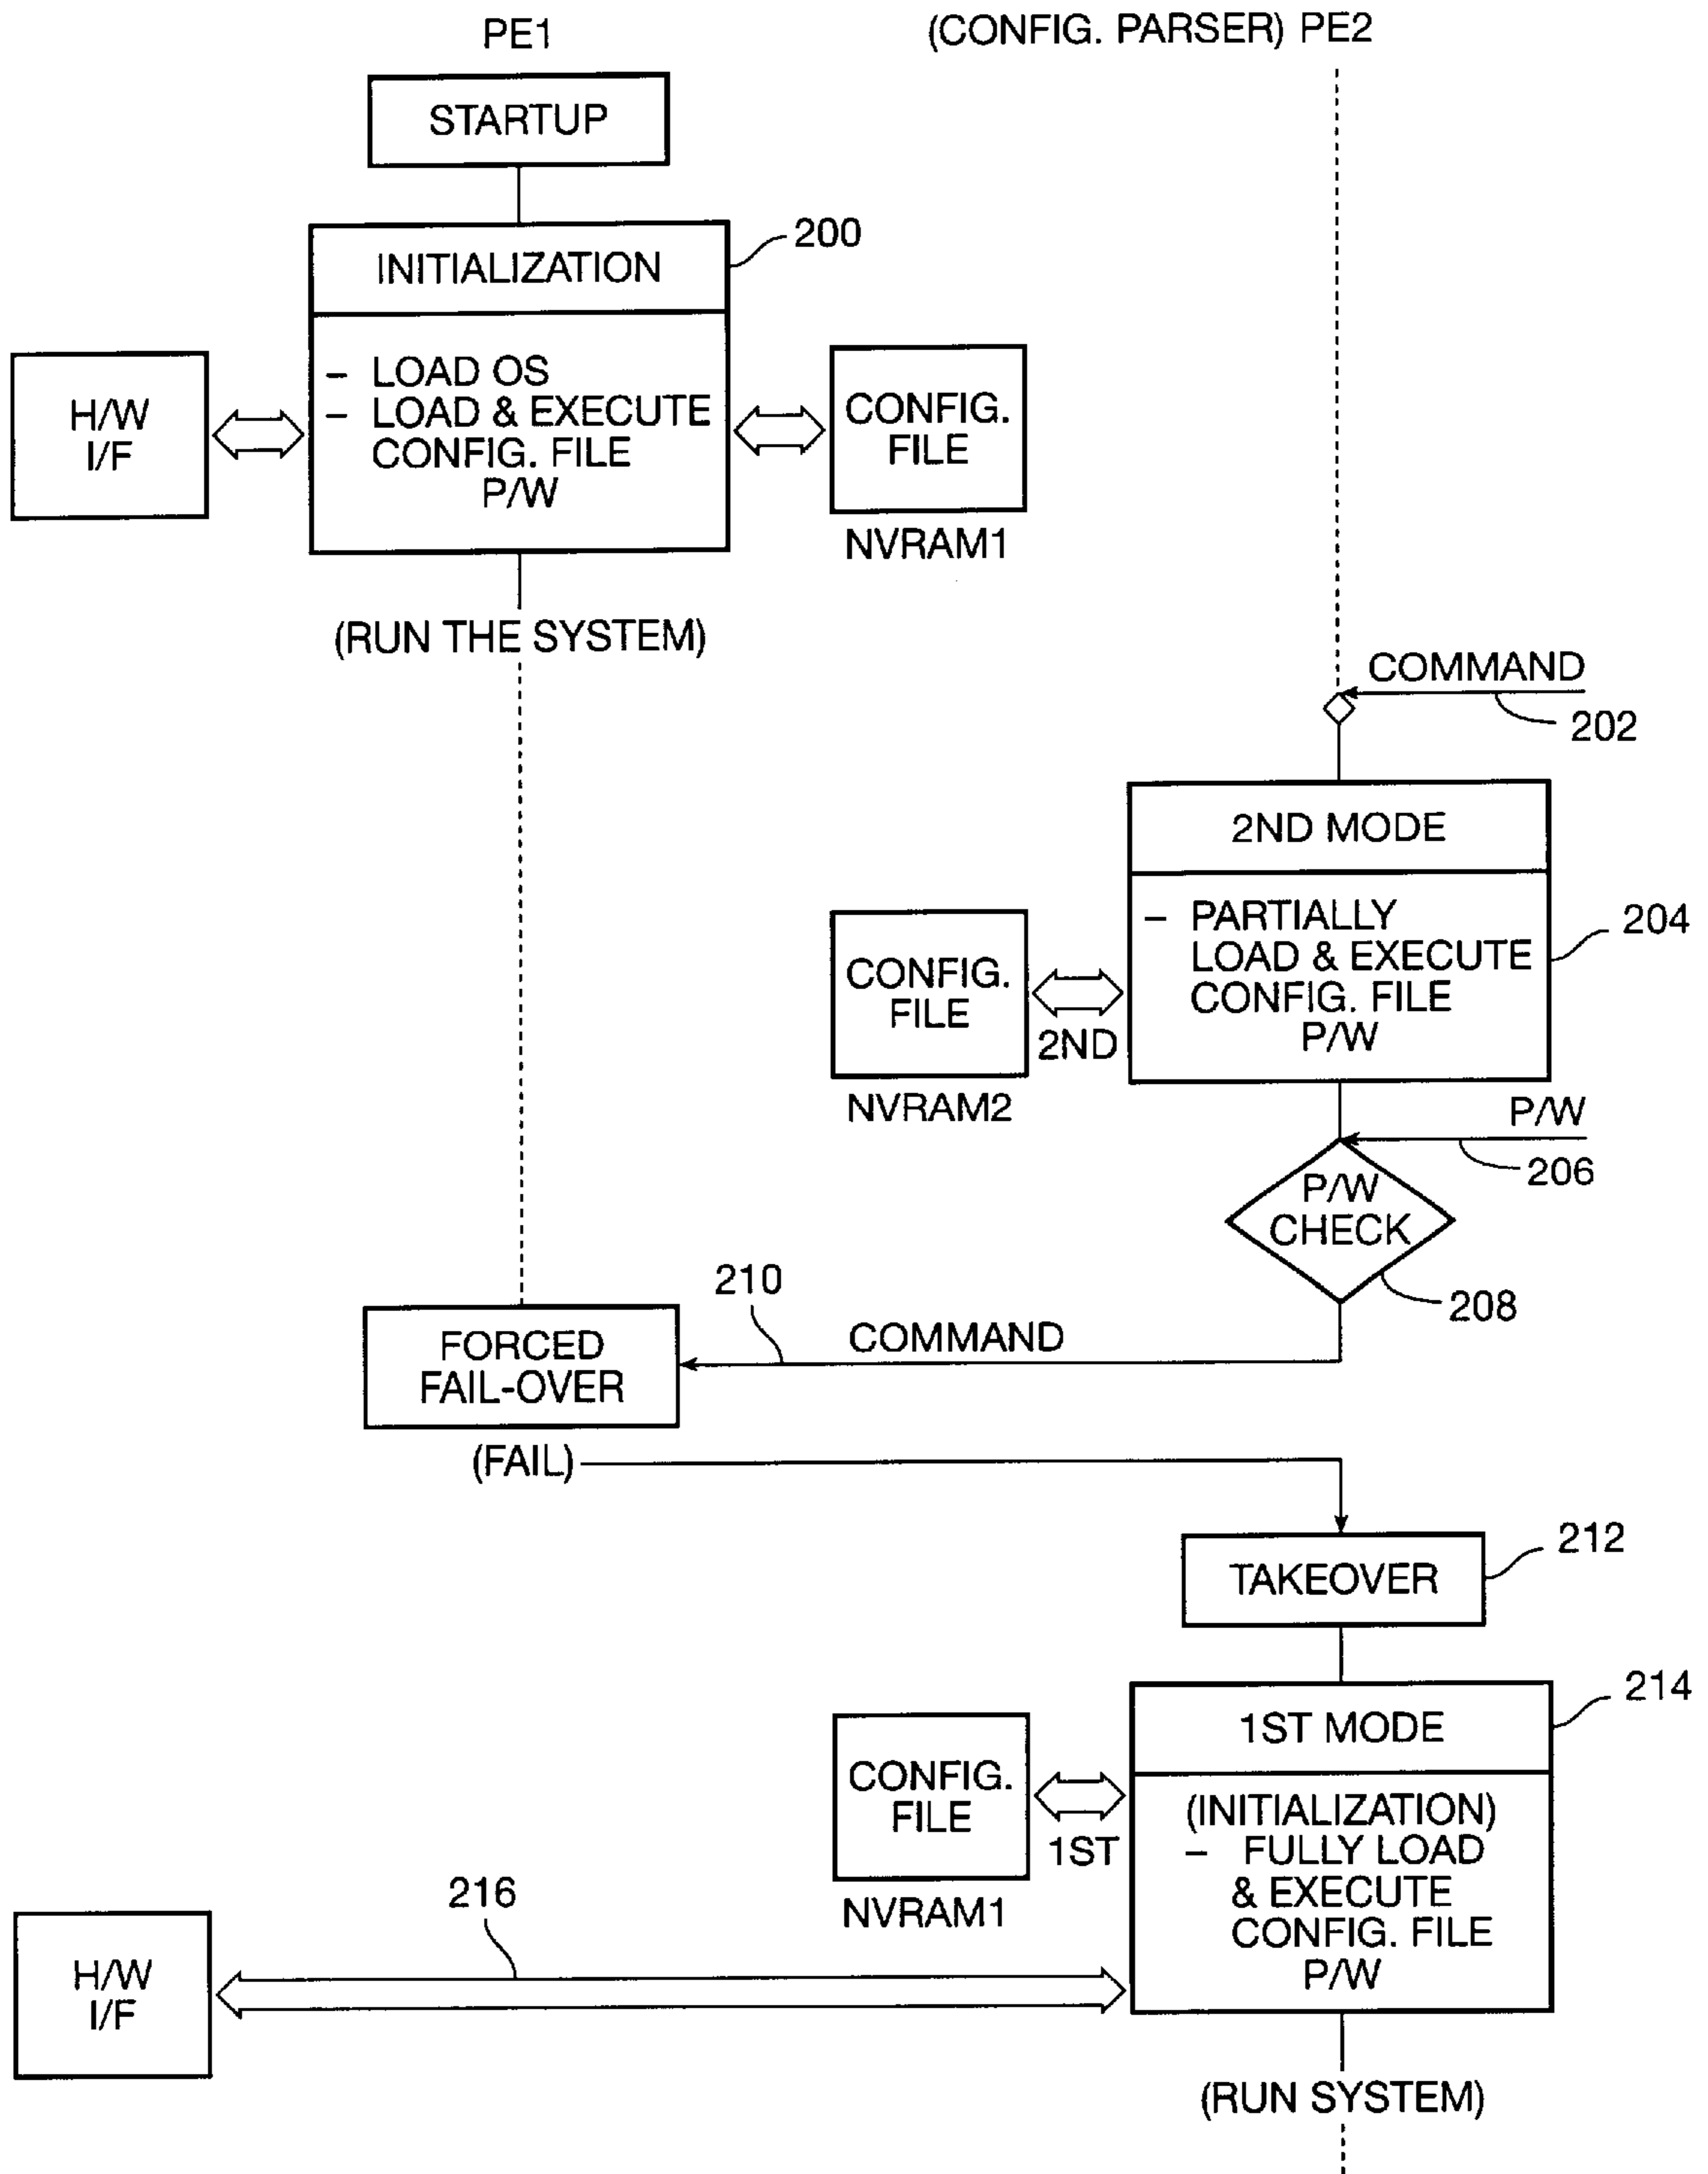 PE1
(CONFIG. PARSER) PE2
STARTUP
200
INITIALIZATION
– LOAD OS
– LOAD & EXECUTE
CONFIG. FILE
P/W
H/W
I/F
CONFIG.
FILE
NVRAM1
(RUN THE SYSTEM)
COMMAND
202
2ND MODE
– PARTIALLY
LOAD & EXECUTE
CONFIG. FILE
P/W
204
CONFIG.
FILE
2ND
NVRAM2
P/W
206
P/W
CHECK
208
210
COMMAND
FORCED
FAIL-OVER
(FAIL)
212
TAKEOVER
214
1ST MODE
(INITIALIZATION)
– FULLY LOAD
& EXECUTE
CONFIG. FILE
P/W
CONFIG.
FILE
1ST
NVRAM1
216
H/W
I/F
(RUN SYSTEM)